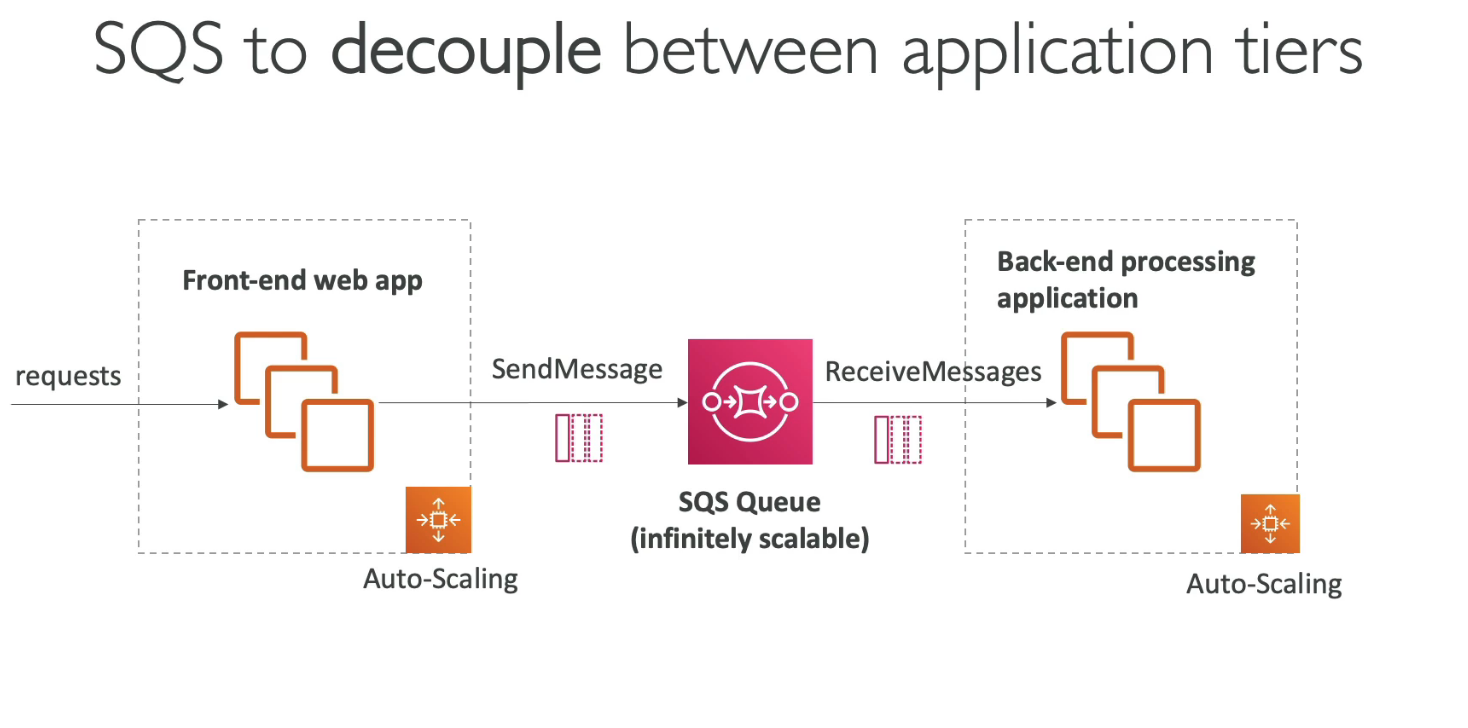 SQS to decouple between application tiers
Front-end web app
Back-end processing
application
requests
SendMessage
ReceiveMessages
SQS Queue
(infinitely scalable)
Auto-Scaling
Auto-Scaling